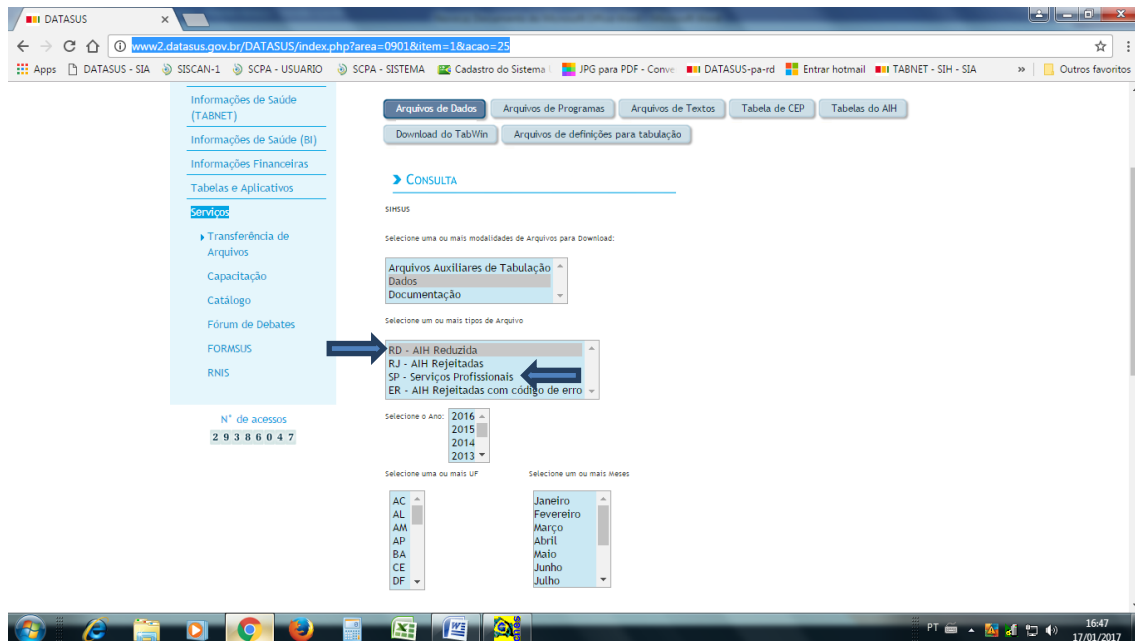 DATASUS
www2.datasus.gov.br/DATASUS/index.php?area=0901&item=1&acao=25
Apps DATASUS - SIA SISCAN-1 SCPA - USUARIO SCPA - SISTEMA Cadastro do Sistema JPG para PDF - Conve DATASUS-pa-rd Entrar hotmail TABNET - SIH - SIA » Outros favoritos
Informações de Saúde
(TABNET)
Informações de Saúde (BI)
Informações Financeiras
Tabelas e Aplicativos
Serviços
Transferência de
Arquivos
Capacitação
Catálogo
Fórum de Debates
FORMSUS
RNIS
N° de acessos
29386047
Arquivos de Dados Arquivos de Programas Arquivos de Textos Tabela de CEP Tabelas do AIH
Download do TabWin Arquivos de definições para tabulação
CONSULTA
SIHSUS
Selecione uma ou mais modalidades de Arquivos para Download:
Arquivos Auxiliares de Tabulação
Dados
Documentação
Selecione um ou mais tipos de Arquivo
RD - AIH Reduzida
RJ - AIH Rejeitadas
SP - Serviços Profissionais
ER - AIH Rejeitadas com código de erro
Selecione o Ano: 2016
2015
2014
2013
Selecione uma ou mais UF
AC
AL
AM
AP
BA
CE
DF
Selecione um ou mais Meses
Janeiro
Fevereiro
Março
Abril
Maio
Junho
Julho
PT
16:47
17/01/2017